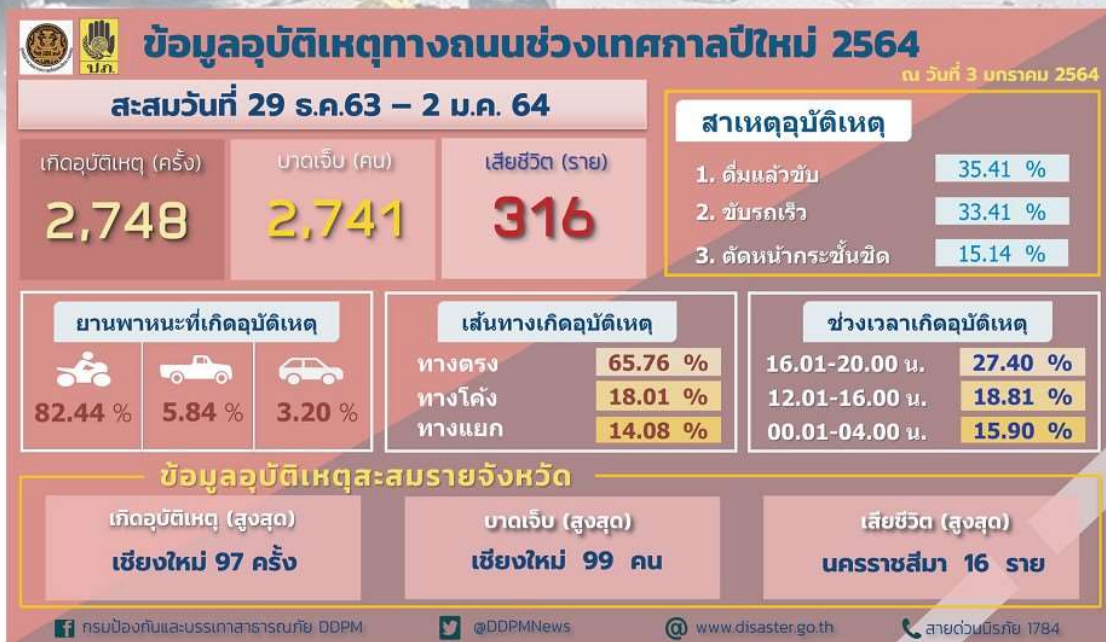 ปภ.
ข้อมูลอุบัติเหตุทางถนนช่วงเทศกาลปีใหม่ 2564
ณ วันที่ 3 มกราคม 2564
สะสมวันที่ 29 ธ.ค.63 – 2 ม.ค. 64
เกิดอุบัติเหตุ (ครั้ง)
2,748
บาดเจ็บ (คน)
2,741
เสียชีวิต (ราย)
316
สาเหตุอุบัติเหตุ
1. ดื่มแล้วขับ 35.41 %
2. ขับรถเร็ว 33.41 %
3. ตัดหน้ากระชั้นชิด 15.14 %
ยานพาหนะที่เกิดอุบัติเหตุ
82.44 % 5.84 % 3.20 %
เส้นทางเกิดอุบัติเหตุ
ทางตรง 65.76 %
ทางโค้ง 18.01 %
ทางแยก 14.08 %
ช่วงเวลาเกิดอุบัติเหตุ
16.01-20.00 น. 27.40 %
12.01-16.00 น. 18.81 %
00.01-04.00 น. 15.90 %
ข้อมูลอุบัติเหตุสะสมรายจังหวัด
เกิดอุบัติเหตุ (สูงสุด)
เชียงใหม่ 97 ครั้ง
บาดเจ็บ (สูงสุด)
เชียงใหม่ 99 คน
เสียชีวิต (สูงสุด)
นครราชสีมา 16 ราย
กรมป้องกันและบรรเทาสาธารณภัย DDPM @DDPMNews www.disaster.go.th สายด่วนนิรภัย 1784